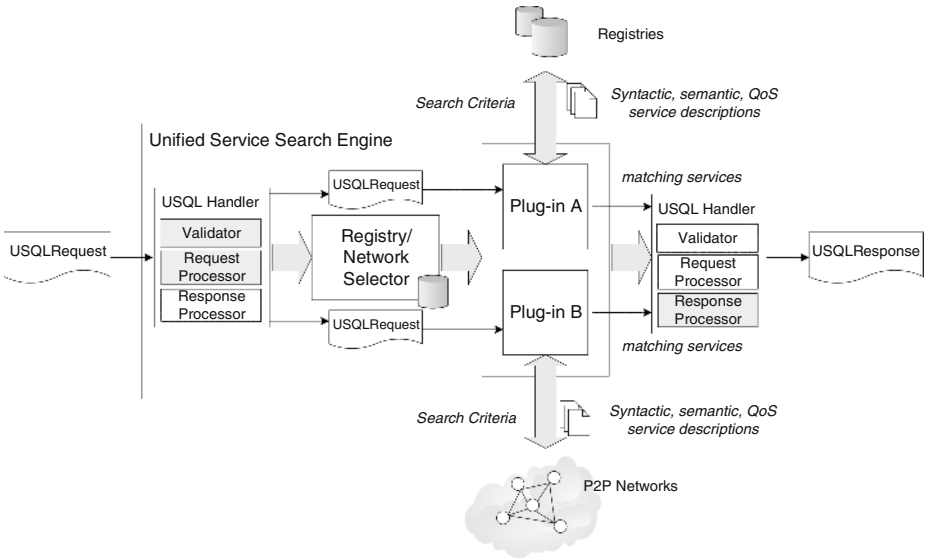 Registries
Search Criteria
Syntactic, semantic, QoS
service descriptions
Unified Service Search Engine
USQLRequest
USQL Handler
Validator
Request
Processor
Response
Processor
USQLRequest
Registry/
Network
Selector
USQLRequest
Plug-in A
Plug-in B
matching services
USQL Handler
Validator
Request
Processor
Response
Processor
matching services
USQLResponse
Search Criteria
Syntactic, semantic, QoS
service descriptions
P2P Networks